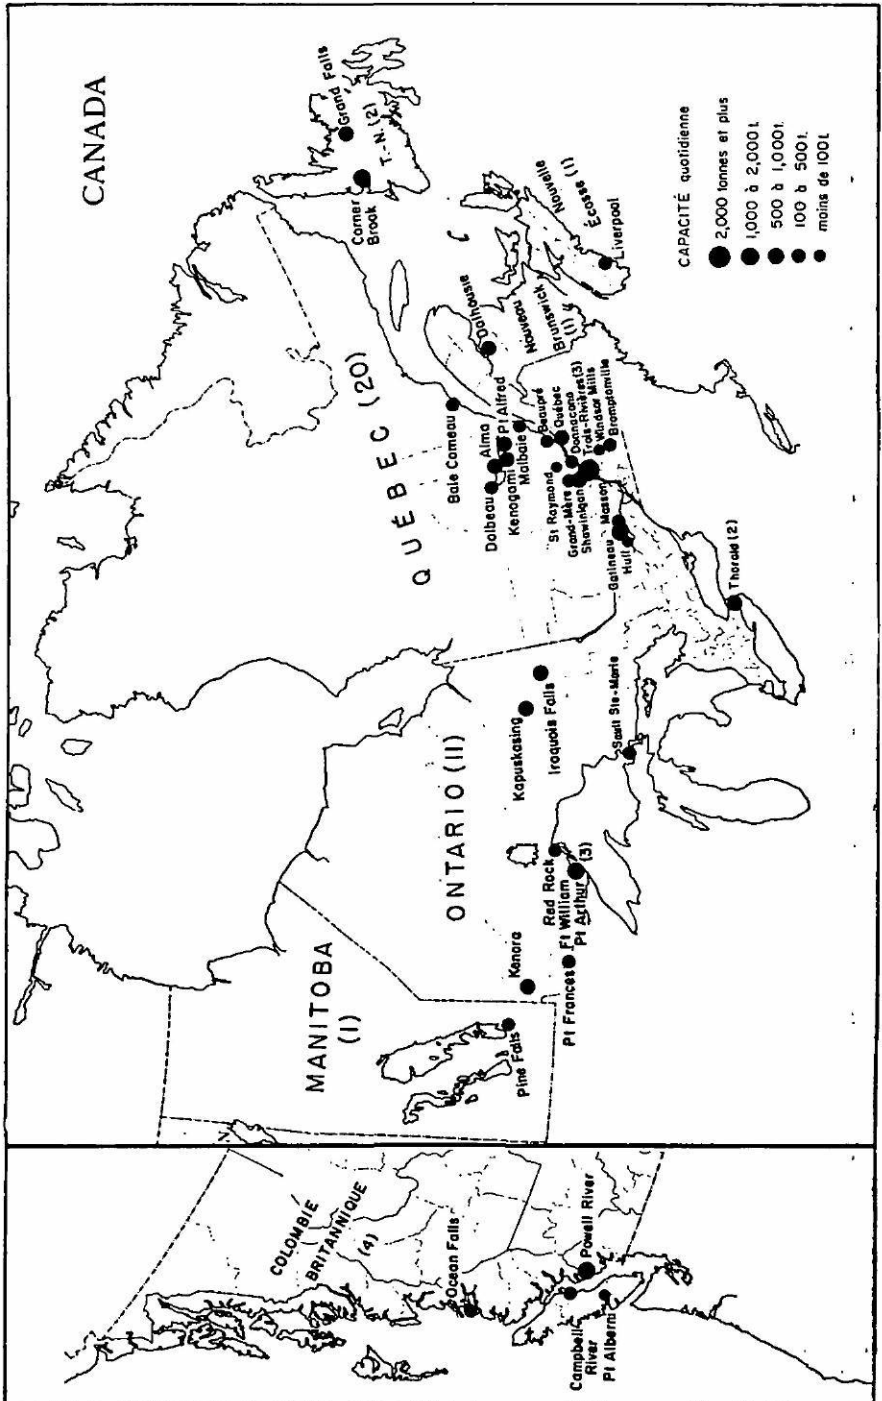 CANADA
Grand Falls
T.-N. (2)
Corner
Brook
QUÉBEC (20)
Baie Comeau
Dalhousie
Nouveau
Brunswick
(1)
Nouvelle
Écosse (1)
Liverpool
Dolbeau
Alma
Kenogami
Pt Alfred
Malbaie
Beaupré
Québec
Donnacona
Trois-Rivières (3)
Windsor Mills
Bromptonville
St Raymond
Grand-Mère
Shawinigan
Masson
Gatineau
Hull
Thorold (2)
CAPACITÉ quotidienne
2,000 tonnes et plus
1,000 à 2,000 t.
500 à 1,000 t.
100 à 500 t.
moins de 100 t.
ONTARIO (11)
Kapuskasing
Iroquois Falls
Sault Ste-Marie
Red Rock
Ft William
Pt Arthur
(3)
Kenora
Pt Frances
MANITOBA
(1)
Pine Falls
COLOMBIE
BRITANNIQUE
(4)
Ocean Falls
Powell River
Campbell
River
Pt Alberni